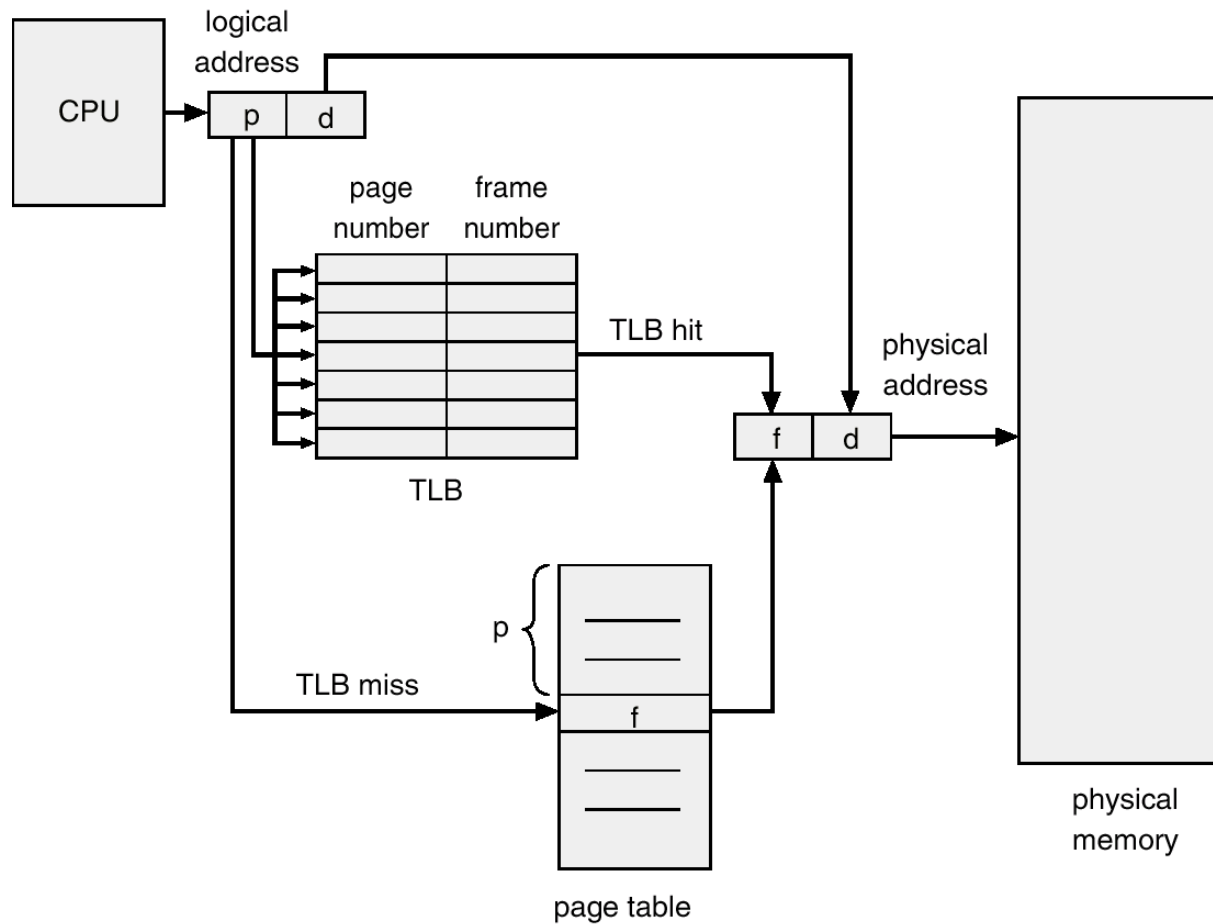 logical
address
CPU
p
d
page
number
frame
number
TLB hit
physical
address
f
d
TLB
p
TLB miss
f
physical
memory
page table